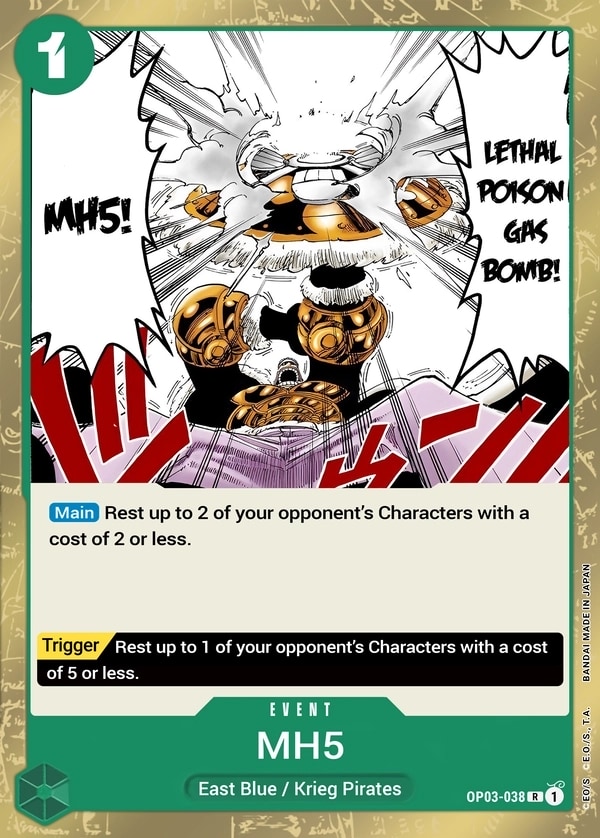 1
MH5!
LETHAL
POISON
GAS
BOMB!
Main Rest up to 2 of your opponent's Characters with a
cost of 2 or less.
Trigger Rest up to 1 of your opponent's Characters with a cost
of 5 or less.
EVENT
MH5
East Blue / Krieg Pirates
OP03-038 R 1
©E.O./S., T.A. BANDAI MADE IN JAPAN